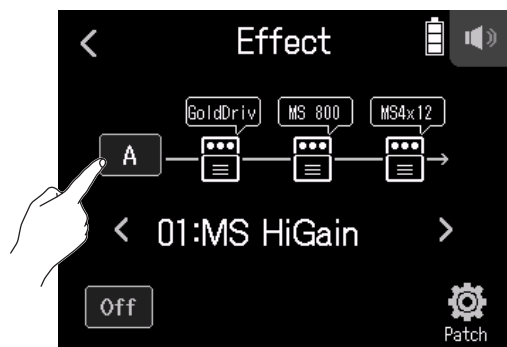 Effect
GoldDriv MS 800 MS4x12
A
01:MS HiGain
Off
Patch